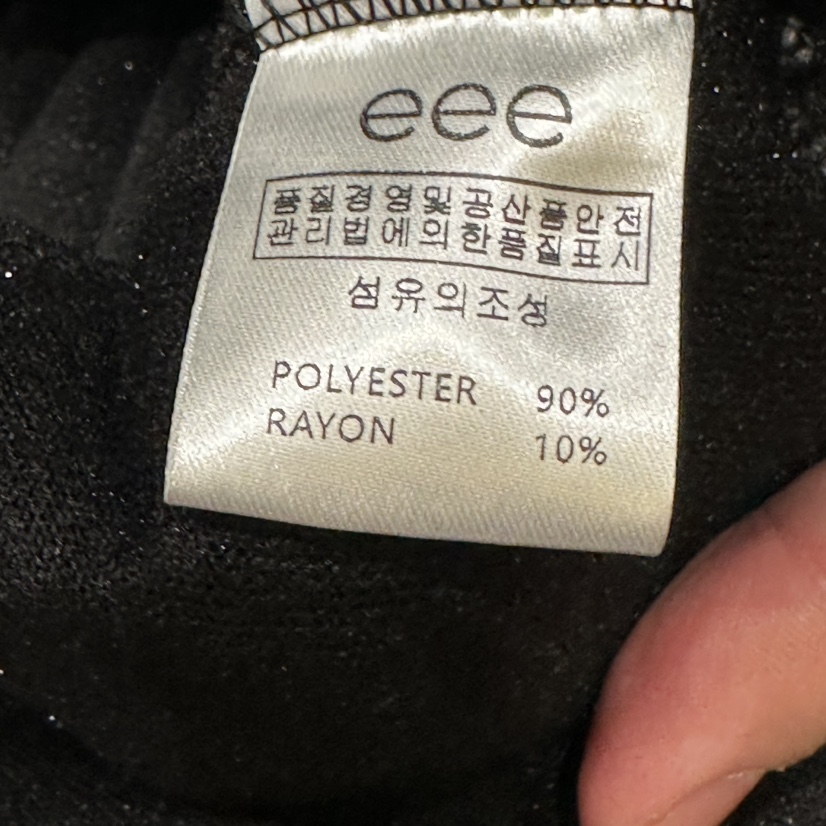 eee
품질경영및공산품안전
관리법에의한품질표시
섬유의조성
POLYESTER 90%
RAYON 10%